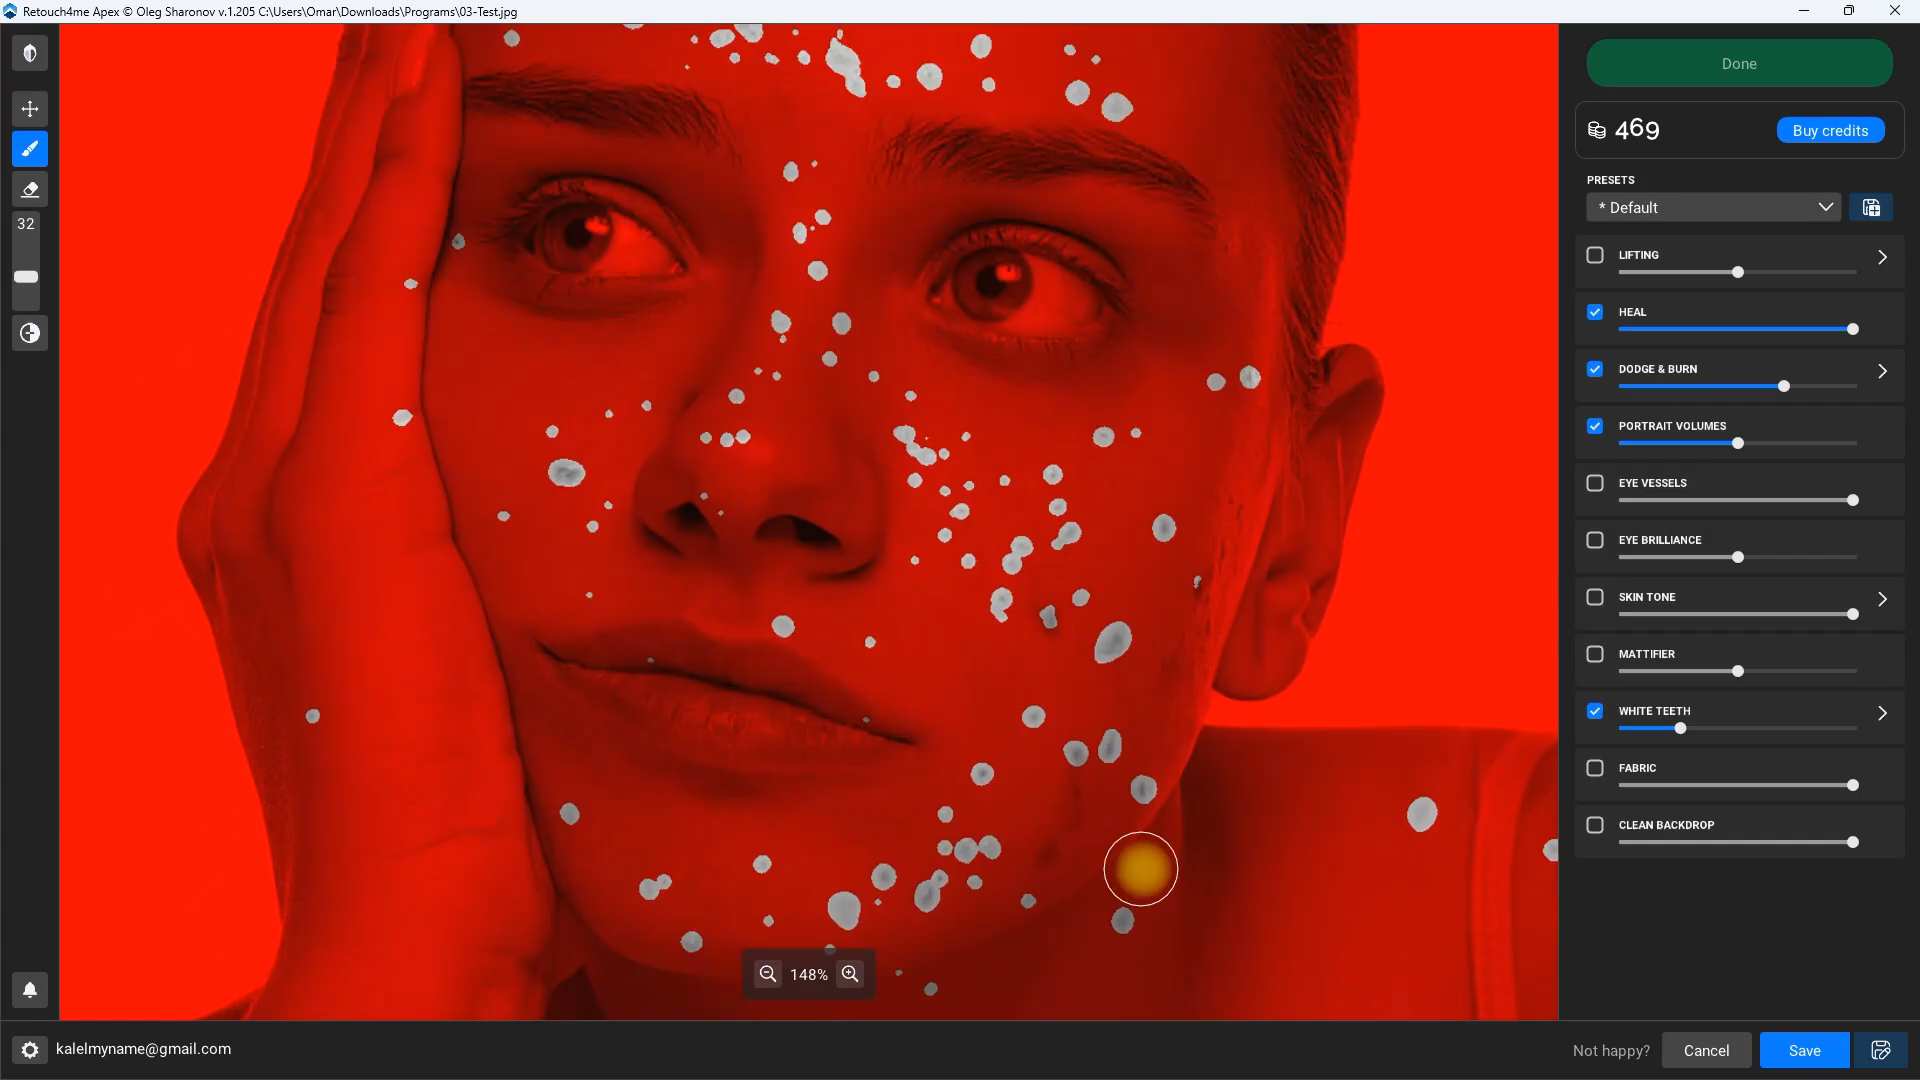 Retouch4me Apex © Oleg Sharonov v.1.205 C:\Users\Omar\Downloads\Programs\03-Test.jpg
Done
469
Buy credits
PRESETS
* Default
32
LIFTING
HEAL
DODGE & BURN
PORTRAIT VOLUMES
EYE VESSELS
EYE BRILLIANCE
SKIN TONE
MATTIFIER
WHITE TEETH
FABRIC
CLEAN BACKDROP
148%
kalelmyname@gmail.com
Not happy?
Cancel
Save